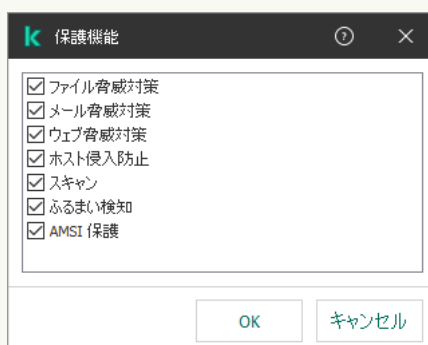 保護機能
ファイル脅威対策
メール脅威対策
ウェブ脅威対策
ホスト侵入防止
スキャン
ふるまい検知
AMSI 保護
OK
キャンセル